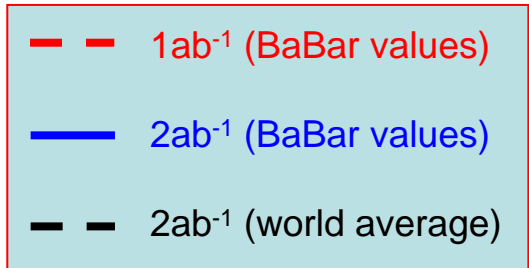 1ab⁻¹ (BaBar values)
2ab⁻¹ (BaBar values)
2ab⁻¹ (world average)